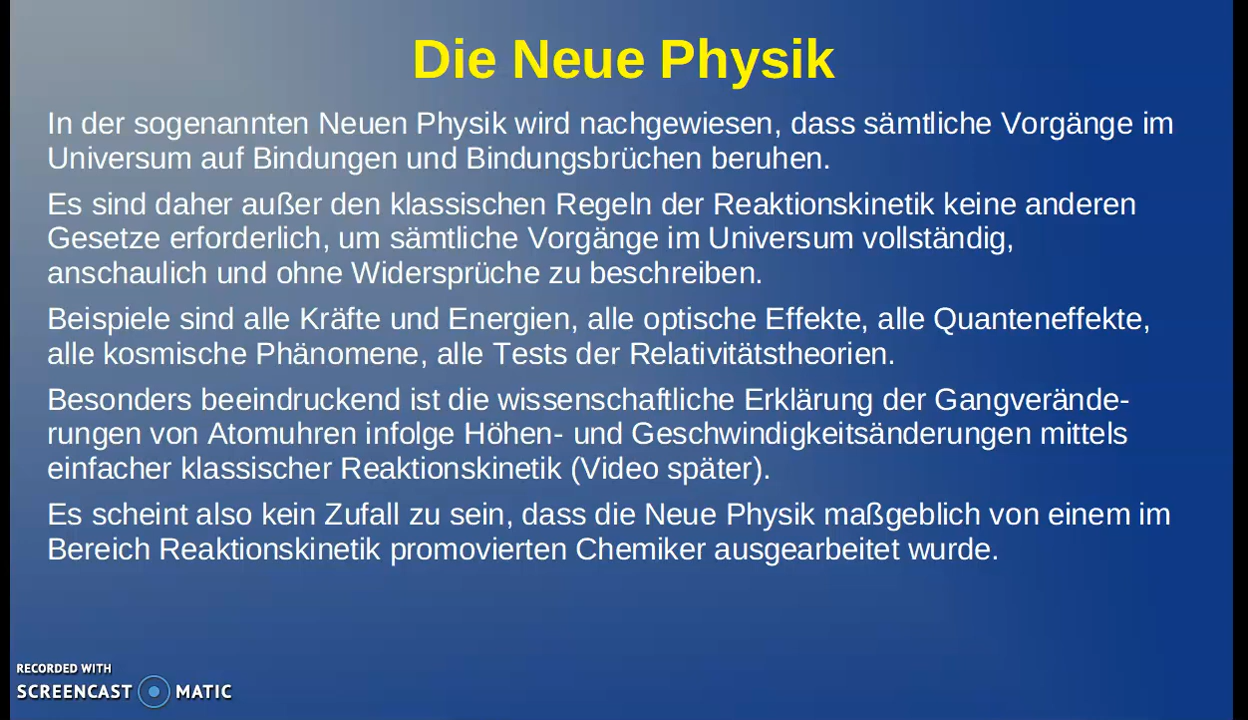 Die Neue Physik
In der sogenannten Neuen Physik wird nachgewiesen, dass sämtliche Vorgänge im
Universum auf Bindungen und Bindungsbrüchen beruhen.
Es sind daher außer den klassischen Regeln der Reaktionskinetik keine anderen
Gesetze erforderlich, um sämtliche Vorgänge im Universum vollständig,
anschaulich und ohne Widersprüche zu beschreiben.
Beispiele sind alle Kräfte und Energien, alle optische Effekte, alle Quanteneffekte,
alle kosmische Phänomene, alle Tests der Relativitätstheorien.
Besonders beeindruckend ist die wissenschaftliche Erklärung der Gangverände-
rungen von Atomuhren infolge Höhen- und Geschwindigkeitsänderungen mittels
einfacher klassischer Reaktionskinetik (Video später).
Es scheint also kein Zufall zu sein, dass die Neue Physik maßgeblich von einem im
Bereich Reaktionskinetik promovierten Chemiker ausgearbeitet wurde.
RECORDED WITH
SCREENCAST MATIC